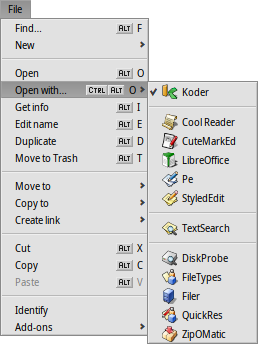 File
Find... ALT F
New
Open ALT O
Open with... CTRL ALT O
Get info ALT I
Edit name ALT E
Duplicate ALT D
Move to Trash ALT T
Move to
Copy to
Create link
Cut ALT X
Copy ALT C
Paste ALT V
Identify
Add-ons
Koder
Cool Reader
CuteMarkEd
LibreOffice
Pe
StyledEdit
TextSearch
DiskProbe
FileTypes
Filer
QuickRes
ZipOMatic